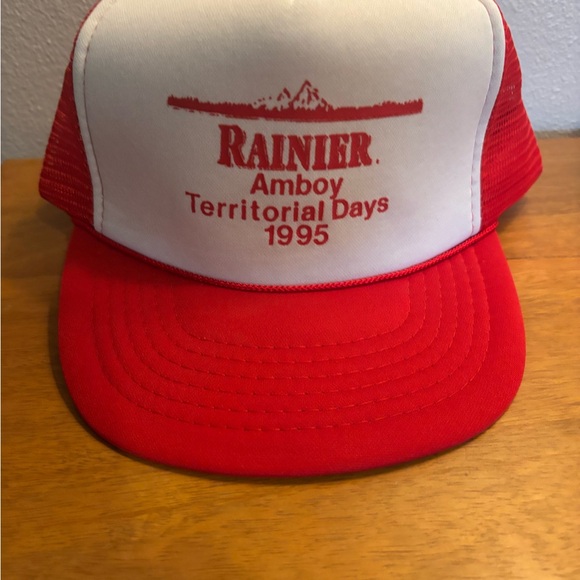 RAINIER.
Amboy
Territorial Days
1995